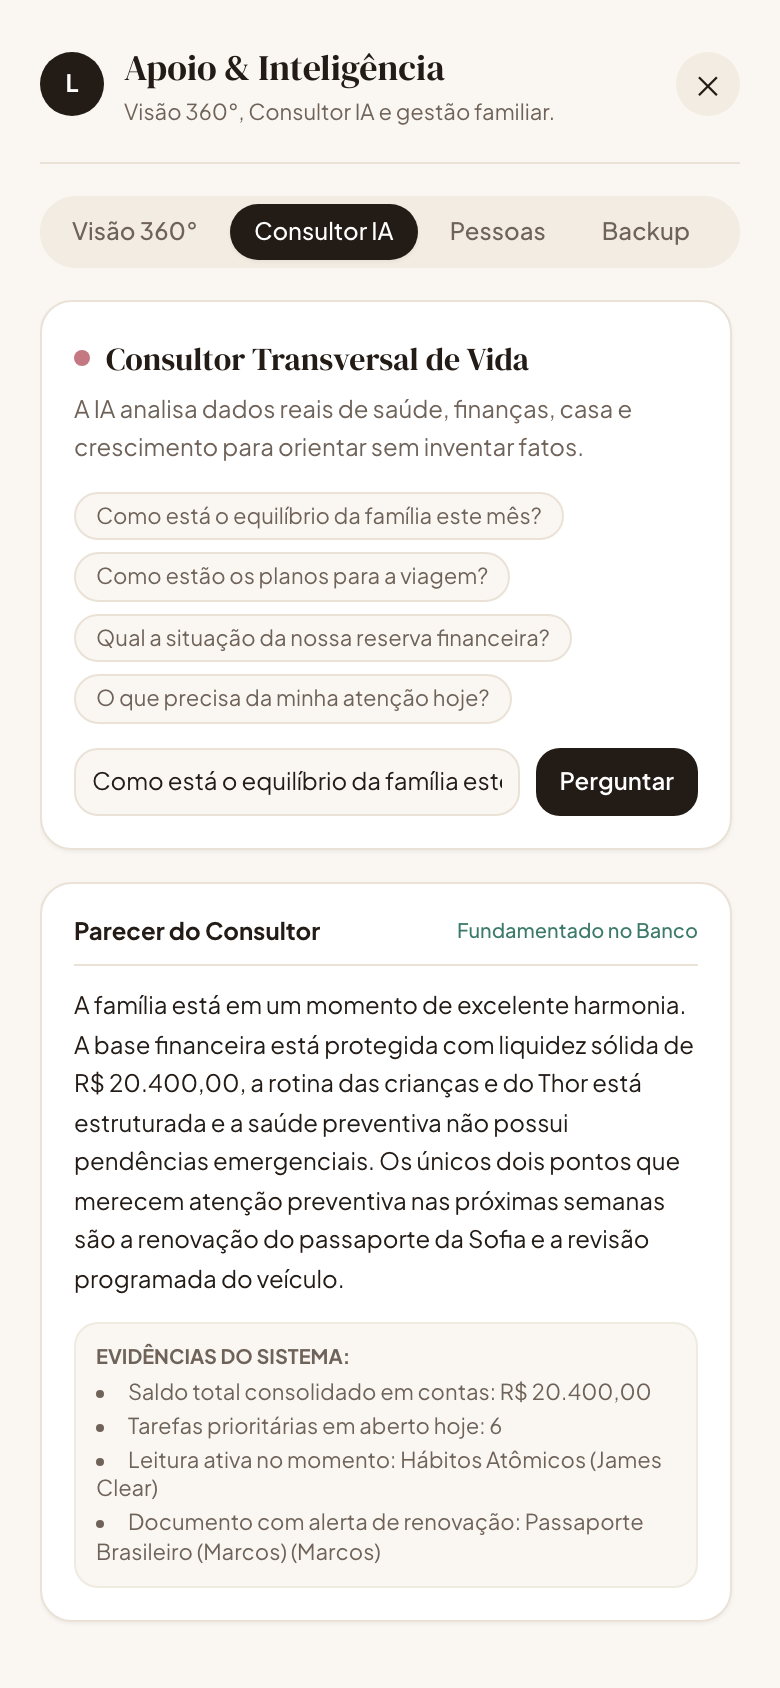 L
Apoio & Inteligência
Visão 360°, Consultor IA e gestão familiar.
Visão 360°
Consultor IA
Pessoas
Backup
Consultor Transversal de Vida
A IA analisa dados reais de saúde, finanças, casa e
crescimento para orientar sem inventar fatos.
Como está o equilíbrio da família este mês?
Como estão os planos para a viagem?
Qual a situação da nossa reserva financeira?
O que precisa da minha atenção hoje?
Como está o equilíbrio da família este
Perguntar
Parecer do Consultor
Fundamentado no Banco
A família está em um momento de excelente harmonia.
A base financeira está protegida com liquidez sólida de
R$ 20.400,00, a rotina das crianças e do Thor está
estruturada e a saúde preventiva não possui
pendências emergenciais. Os únicos dois pontos que
merecem atenção preventiva nas próximas semanas
são a renovação do passaporte da Sofia e a revisão
programada do veículo.
EVIDÊNCIAS DO SISTEMA:
• Saldo total consolidado em contas: R$ 20.400,00
• Tarefas prioritárias em aberto hoje: 6
• Leitura ativa no momento: Hábitos Atômicos (James
Clear)
• Documento com alerta de renovação: Passaporte
Brasileiro (Marcos) (Marcos)